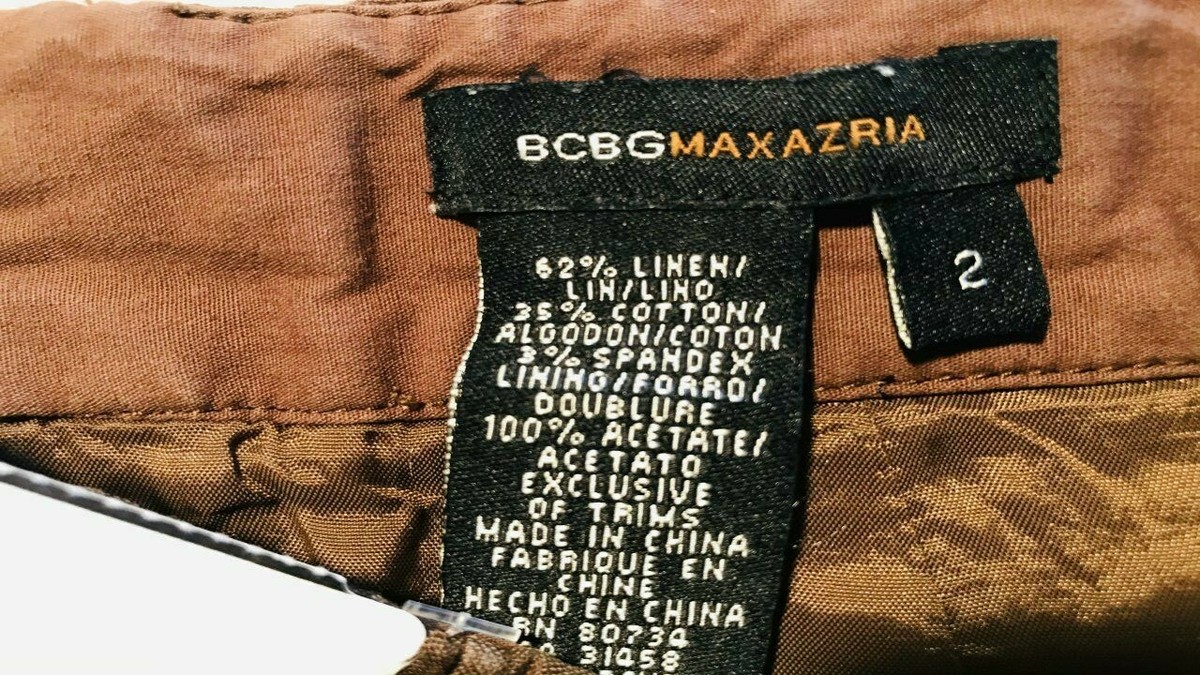 BCBGMAXAZRIA
2
62% LINEN/
LIN/LINO
35% COTTON/
ALGODON/COTON
3% SPANDEX
LINING/FORRO/
DOUBLURE
100% ACETATE/
ACETATO
EXCLUSIVE
OF TRIMS
MADE IN CHINA
FABRIQUE EN
CHINE
HECHO EN CHINA
RN 80734
31458